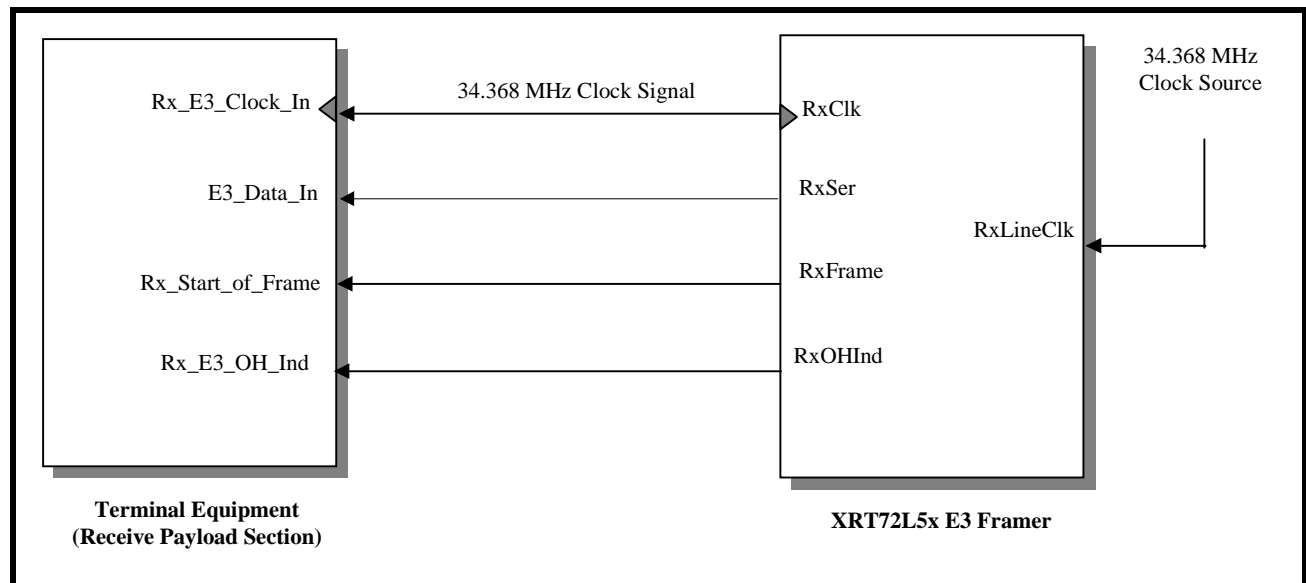 34.368 MHz
Clock Source
Rx_E3_Clock_In
34.368 MHz Clock Signal
RxClk
E3_Data_In
RxSer
RxLineClk
Rx_Start_of_Frame
RxFrame
Rx_E3_OH_Ind
RxOHInd
Terminal Equipment
(Receive Payload Section)
XRT72L5x E3 Framer